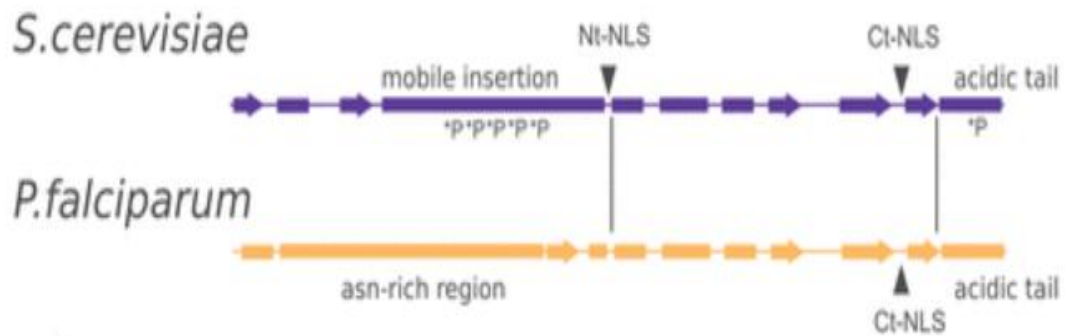 S.cerevisiae
Nt-NLS Ct-NLS
mobile insertion acidic tail
*P*P*P*P*P *P
P.falciparum
asn-rich region acidic tail
Ct-NLS